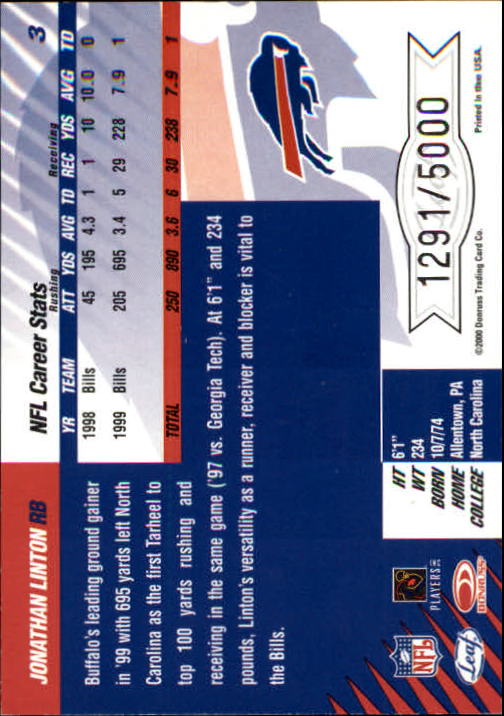 JONATHAN LINTON RB
NFL Career Stats
3
Rushing
Receiving
YR TEAM ATT YDS AVG TD REC YDS AVG TD
1998 Bills 45 195 4.3 1 1 10 10.0 0
1999 Bills 205 695 3.4 5 29 228 7.9 1
TOTAL 250 890 3.6 6 30 238 7.9 1
Buffalo's leading ground gainer
in '99 with 695 yards left North
Carolina as the first Tarheel to
top 100 yards rushing and
receiving in the same game ('97 vs. Georgia Tech). At 6'1" and 234
pounds, Linton's versatility as a runner, receiver and blocker is vital to
the Bills.
HT 6'1"
WT 234
BORN 10/7/74
HOME Allentown, PA
COLLEGE North Carolina
1291/5000
©2000 Donruss Trading Card Co.
Printed in the USA.
NFL
PLAYERS INC
Leaf
DONRUSS